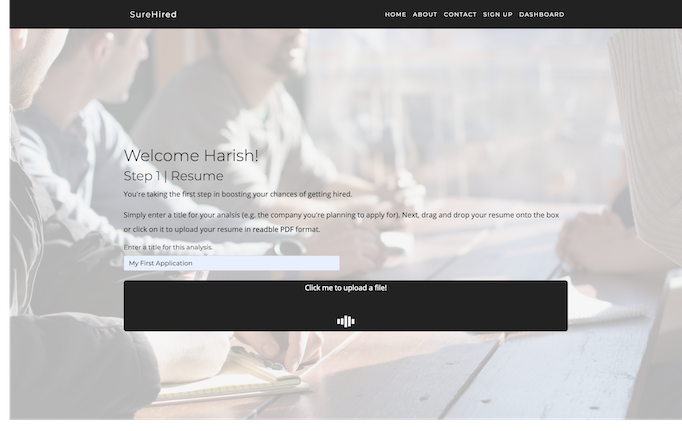 SureHired
HOME ABOUT CONTACT SIGN UP DASHBOARD
Welcome Harish!
Step 1 | Resume
You're taking the first step in boosting your chances of getting hired.
Simply enter a title for your analsis (e.g. the company you're planning to apply for). Next, drag and drop your resume onto the box
or click on it to upload your resume in readble PDF format.
Enter a title for this analysis.
My First Application
Click me to upload a file!